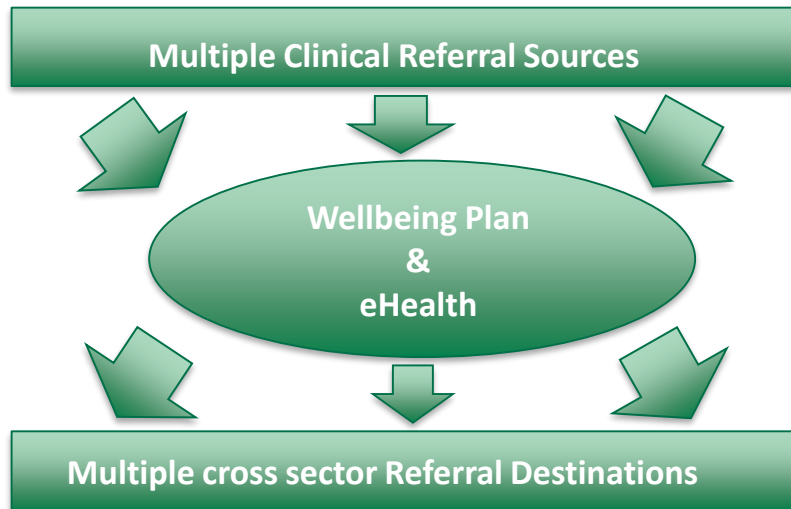 Multiple Clinical Referral Sources
Wellbeing Plan
&
eHealth
Multiple cross sector Referral Destinations